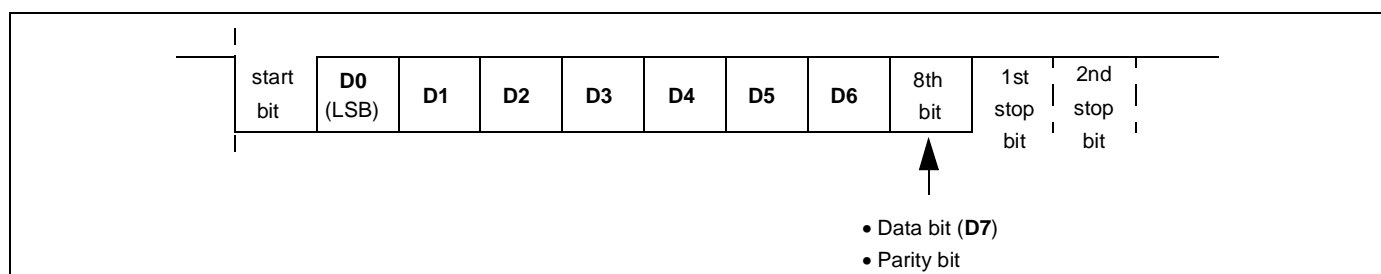 start bit
D0 (LSB)
D1
D2
D3
D4
D5
D6
8th bit
1st stop bit
2nd stop bit
• Data bit (D7)
• Parity bit